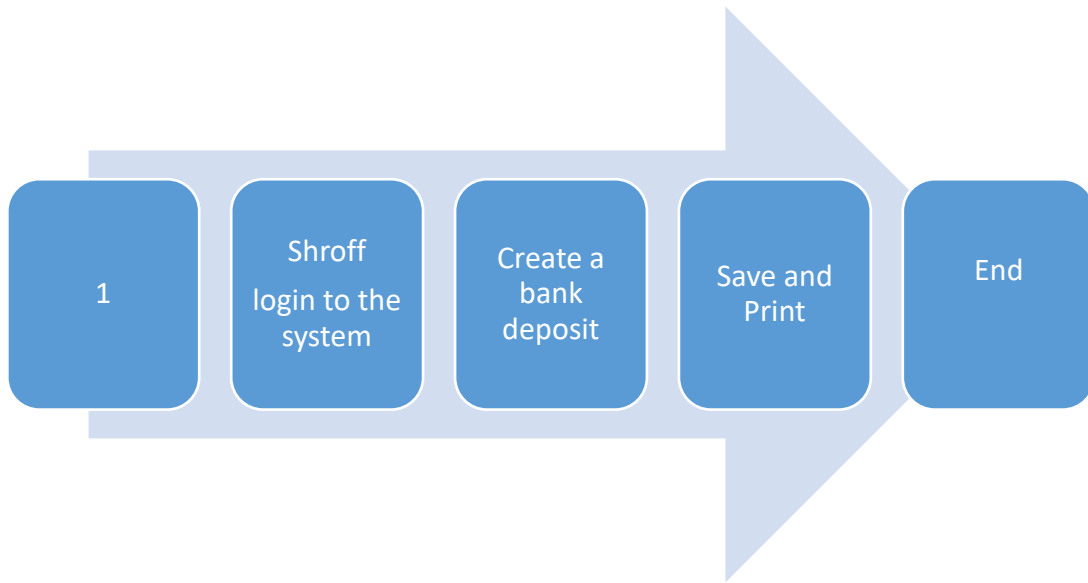 1
Shroff
login to the
system
Create a
bank
deposit
Save and
Print
End